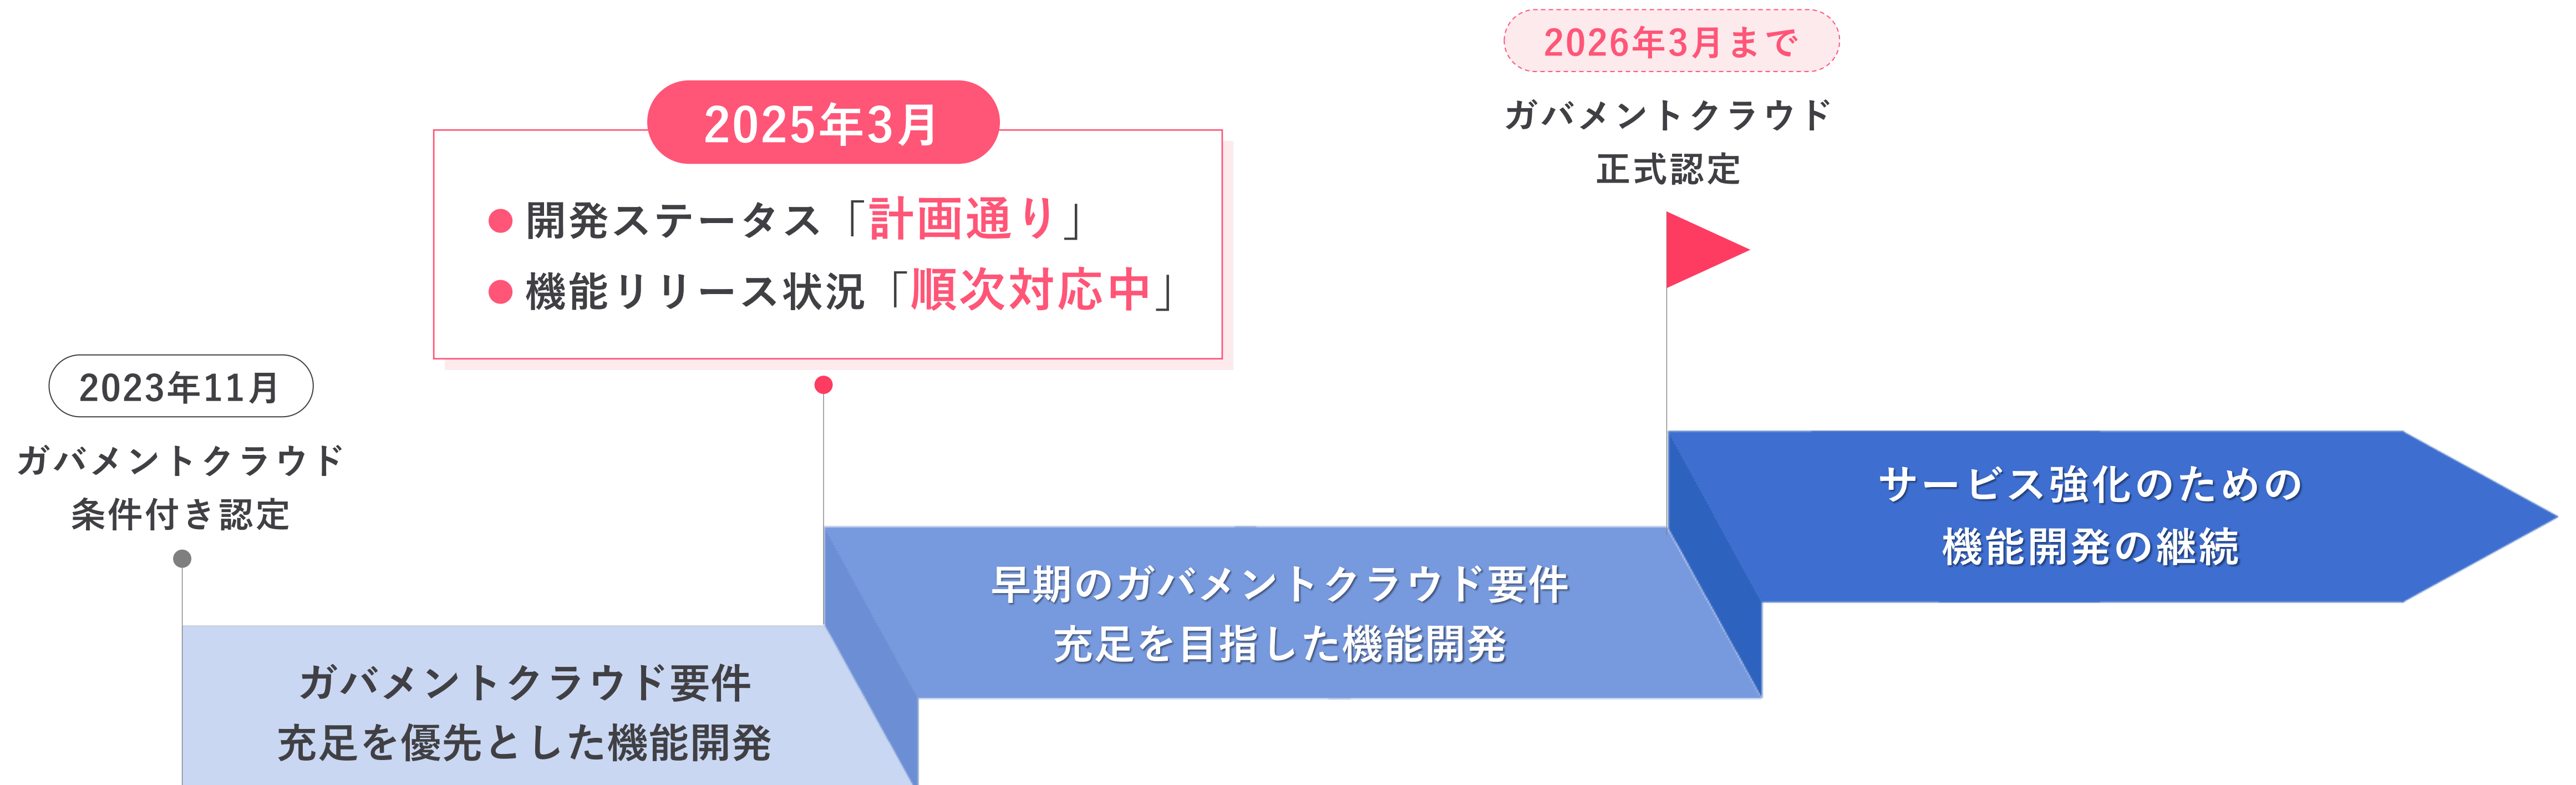 2023年11月
ガバメントクラウド
条件付き認定
2025年3月
開発ステータス「計画通り」
機能リリース状況「順次対応中」
2026年3月まで
ガバメントクラウド
正式認定
ガバメントクラウド要件
充足を優先とした機能開発
早期のガバメントクラウド要件
充足を目指した機能開発
サービス強化のための
機能開発の継続